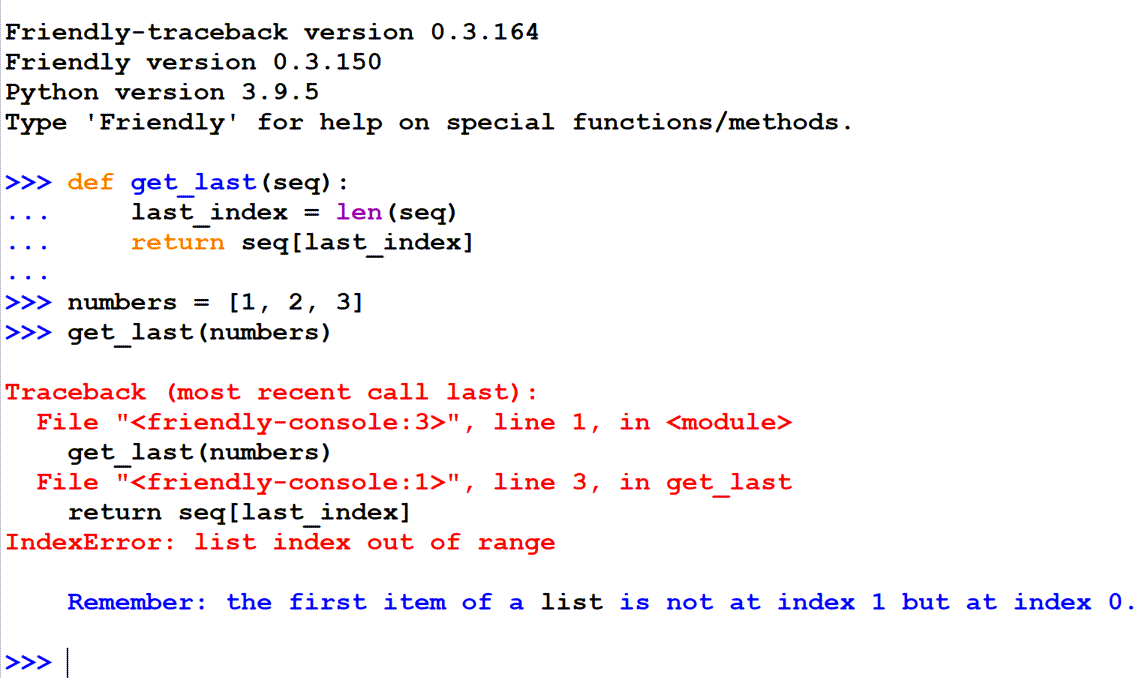 Friendly-traceback version 0.3.164
Friendly version 0.3.150
Python version 3.9.5
Type 'Friendly' for help on special functions/methods.
>>> def get_last(seq):
...     last_index = len(seq)
...     return seq[last_index]
...
>>> numbers = [1, 2, 3]
>>> get_last(numbers)
Traceback (most recent call last):
  File "<friendly-console:3>", line 1, in <module>
    get_last(numbers)
  File "<friendly-console:1>", line 3, in get_last
    return seq[last_index]
IndexError: list index out of range
    Remember: the first item of a list is not at index 1 but at index 0.
>>>